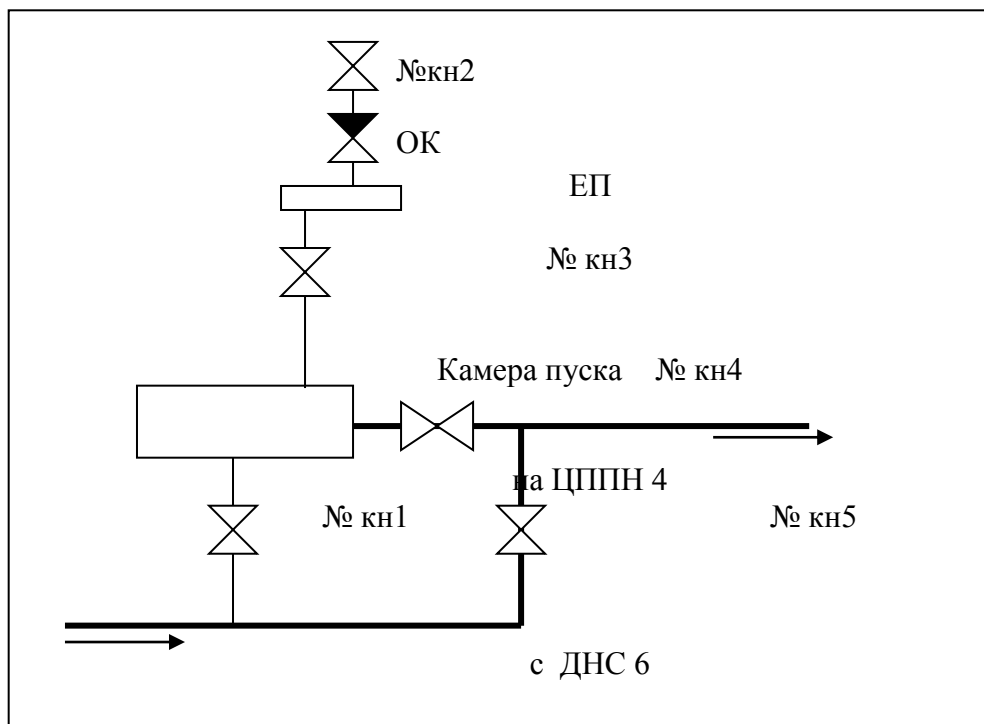 №кн2
ОК
ЕП
№ кн3
Камера пуска № кн4
на ЦППН 4
№ кн1 № кн5
с ДНС 6